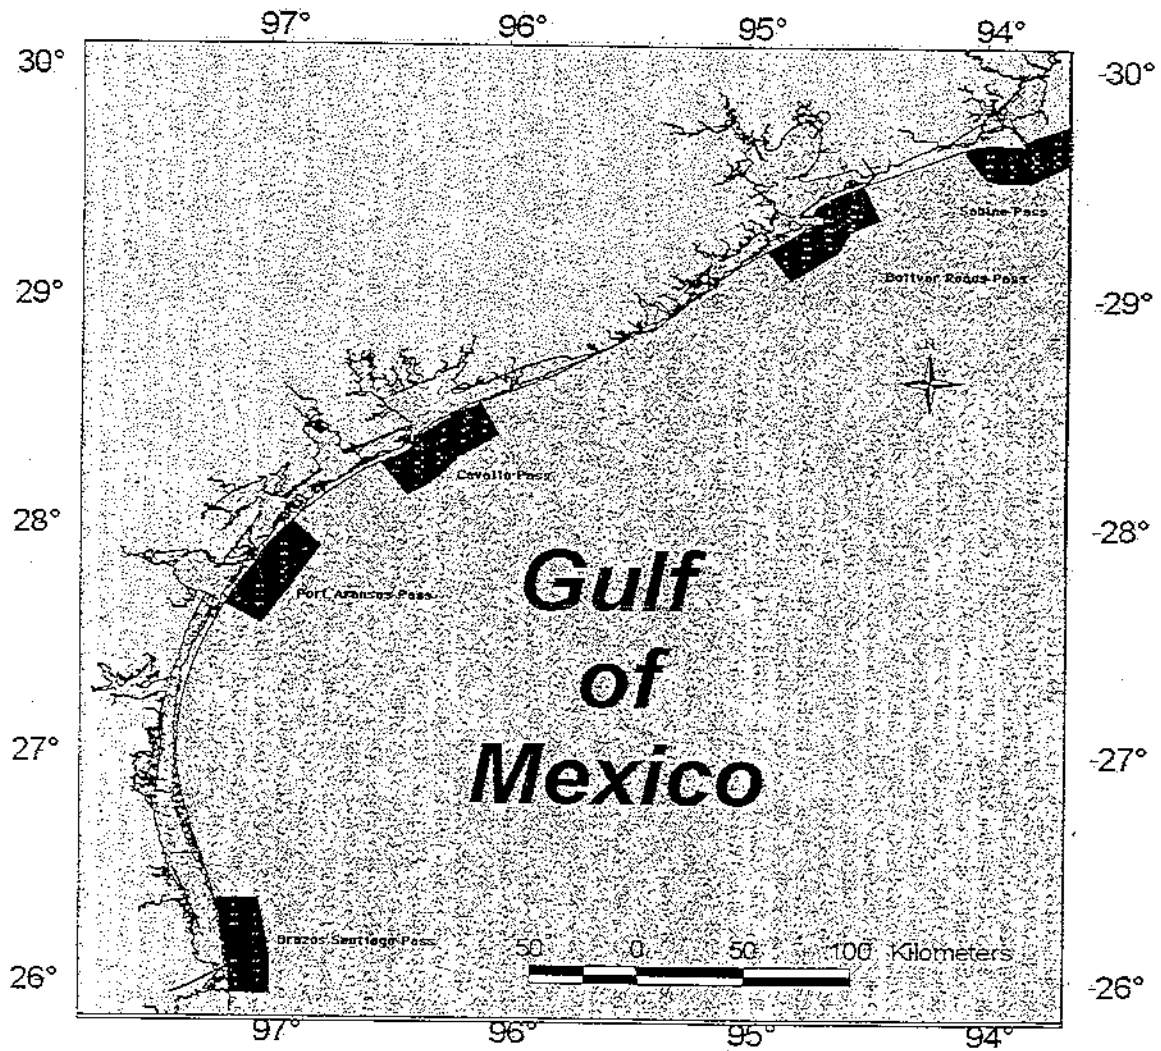 97° 96° 95° 94°
30° -30°
Sabine Pass
Bolivar Roads Pass
29° -29°
N
Cavallo Pass
28° -28°
Port Aransas Pass
Gulf
of
Mexico
27° -27°
Brazos Santiago Pass
50 0 50 100 Kilometers
26° -26°
97° 96° 95° 94°